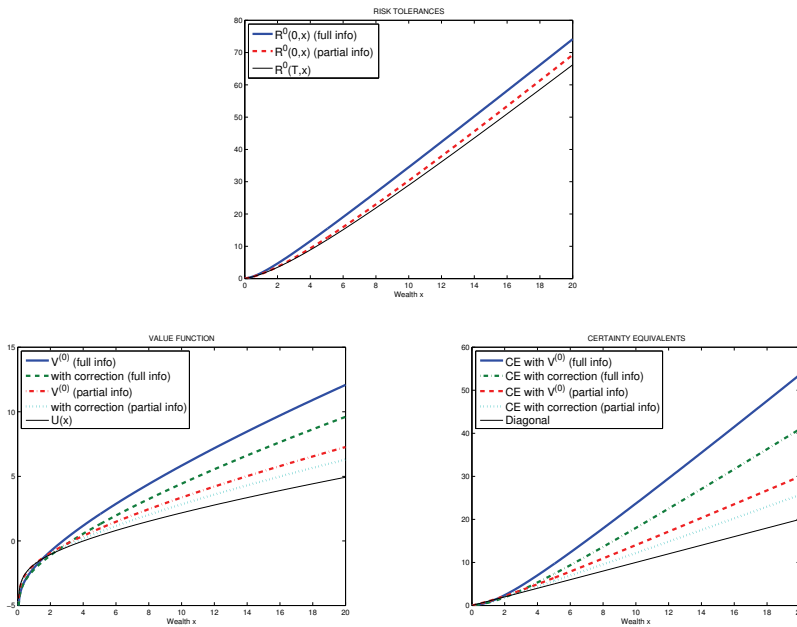 RISK TOLERANCES
80
70
60
50
40
30
20
10
0
R^0(0,x) (full info)
R^0(0,x) (partial info)
R^0(T,x)
0 2 4 6 8 10 12 14 16 18 20
Wealth x
VALUE FUNCTION
15
10
5
0
−5
V^(0) (full info)
with correction (full info)
V^(0) (partial info)
with correction (partial info)
U(x)
0 2 4 6 8 10 12 14 16 18 20
Wealth x
CERTAINTY EQUIVALENTS
60
50
40
30
20
10
0
CE with V^(0) (full info)
CE with correction (full info)
CE with V^(0) (partial info)
CE with correction (partial info)
Diagonal
0 2 4 6 8 10 12 14 16 18 20
Wealth x